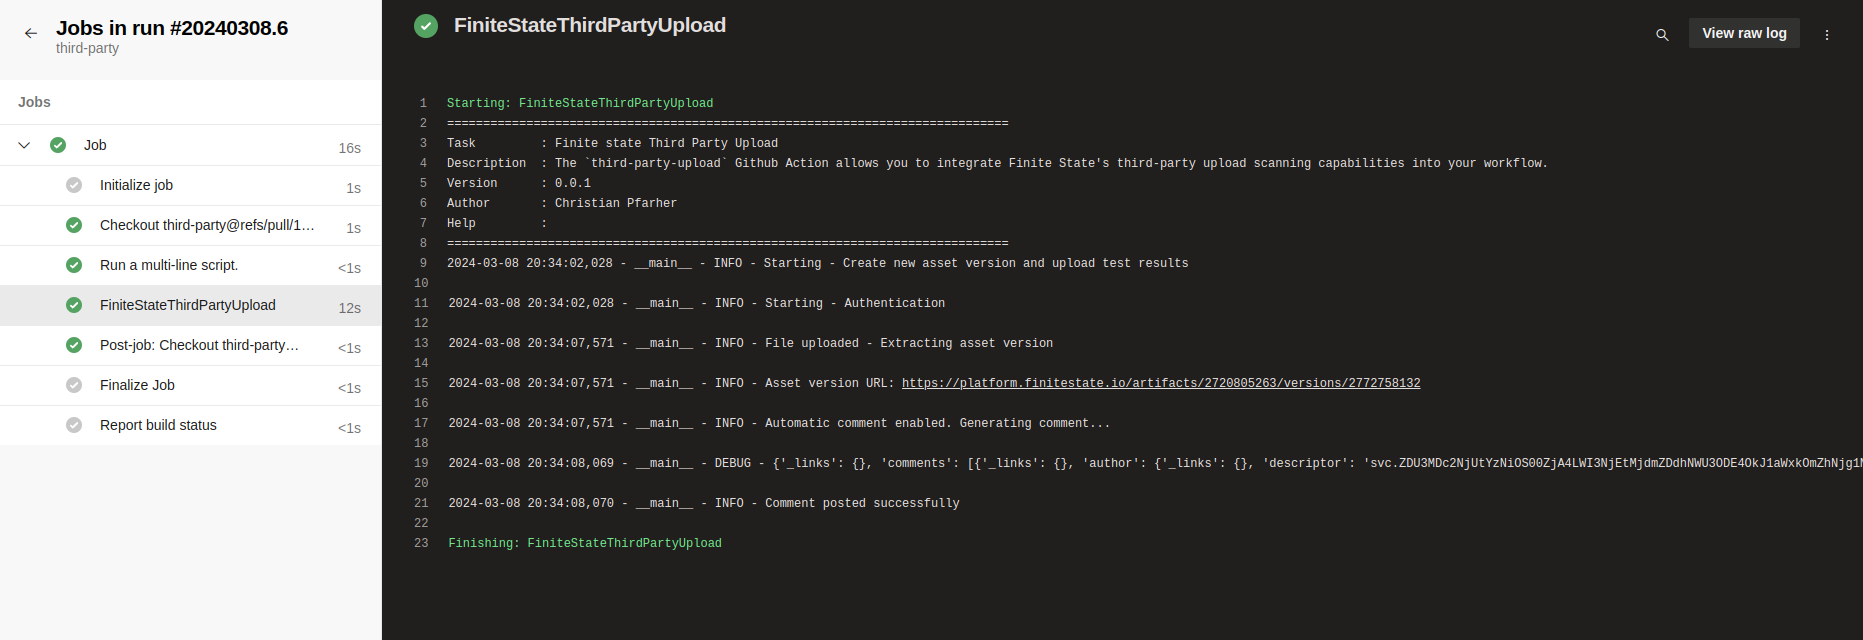 Jobs in run #20240308.6
third-party
Jobs
Job 16s
Initialize job 1s
Checkout third-party@refs/pull/1… 1s
Run a multi-line script. <1s
FiniteStateThirdPartyUpload 12s
Post-job: Checkout third-party… <1s
Finalize Job <1s
Report build status <1s
FiniteStateThirdPartyUpload
View raw log
1 Starting: FiniteStateThirdPartyUpload
2 ==============================================================================
3 Task         : Finite state Third Party Upload
4 Description  : The `third-party-upload` Github Action allows you to integrate Finite State's third-party upload scanning capabilities into your workflow.
5 Version      : 0.0.1
6 Author       : Christian Pfarher
7 Help         :
8 ==============================================================================
9 2024-03-08 20:34:02,028 - __main__ - INFO - Starting - Create new asset version and upload test results
10
11 2024-03-08 20:34:02,028 - __main__ - INFO - Starting - Authentication
12
13 2024-03-08 20:34:07,571 - __main__ - INFO - File uploaded - Extracting asset version
14
15 2024-03-08 20:34:07,571 - __main__ - INFO - Asset version URL: https://platform.finitestate.io/artifacts/2720805263/versions/2772758132
16
17 2024-03-08 20:34:07,571 - __main__ - INFO - Automatic comment enabled. Generating comment...
18
19 2024-03-08 20:34:08,069 - __main__ - DEBUG - {'_links': {}, 'comments': [{'_links': {}, 'author': {'_links': {}, 'descriptor': 'svc.ZDU3MDc2NjUtYzNiOS00ZjA4LWI3NjEtMjdmZDdhNWU3ODE4OkJ1aWxkOmZhNjg1
20
21 2024-03-08 20:34:08,070 - __main__ - INFO - Comment posted successfully
22
23 Finishing: FiniteStateThirdPartyUpload